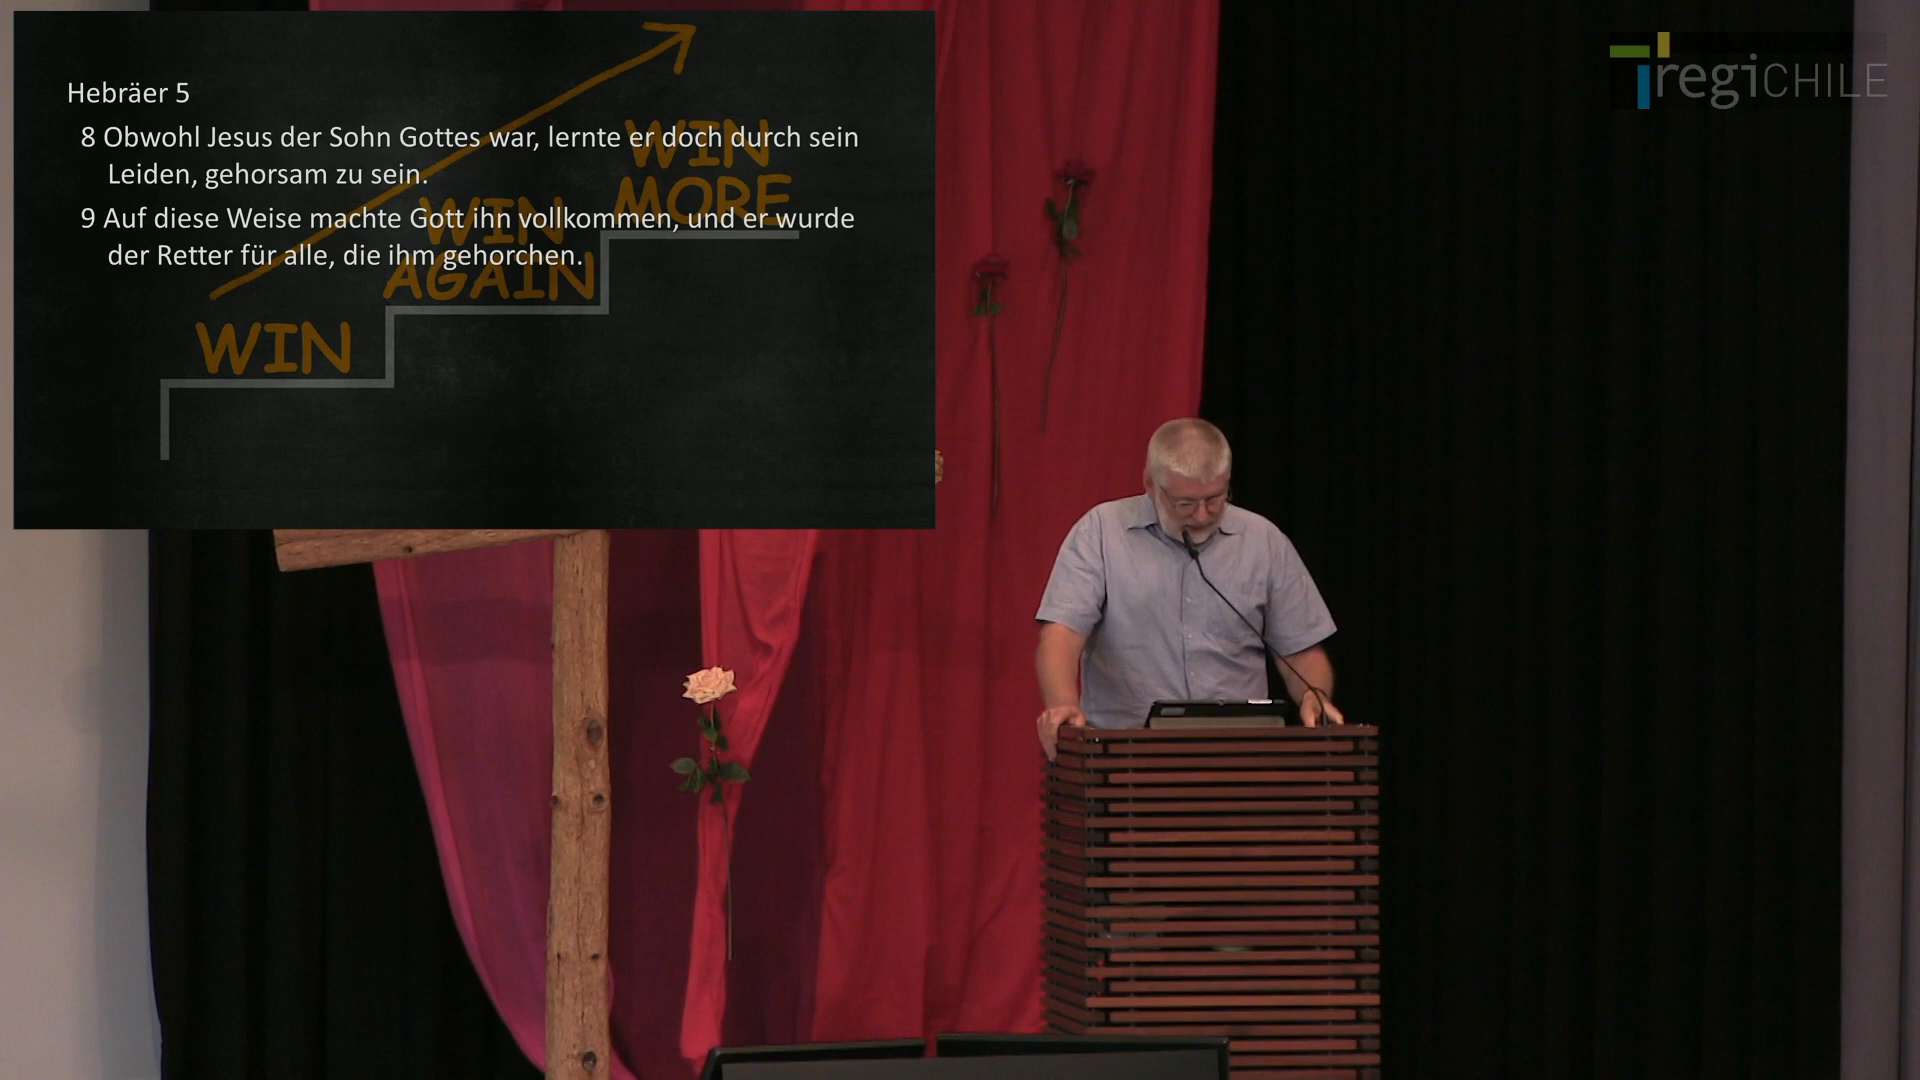 Hebräer 5
8 Obwohl Jesus der Sohn Gottes war, lernte er doch durch sein
Leiden, gehorsam zu sein.
9 Auf diese Weise machte Gott ihn vollkommen, und er wurde
der Retter für alle, die ihm gehorchen.
WIN
WIN
AGAIN
WIN
MORE
regiCHILE